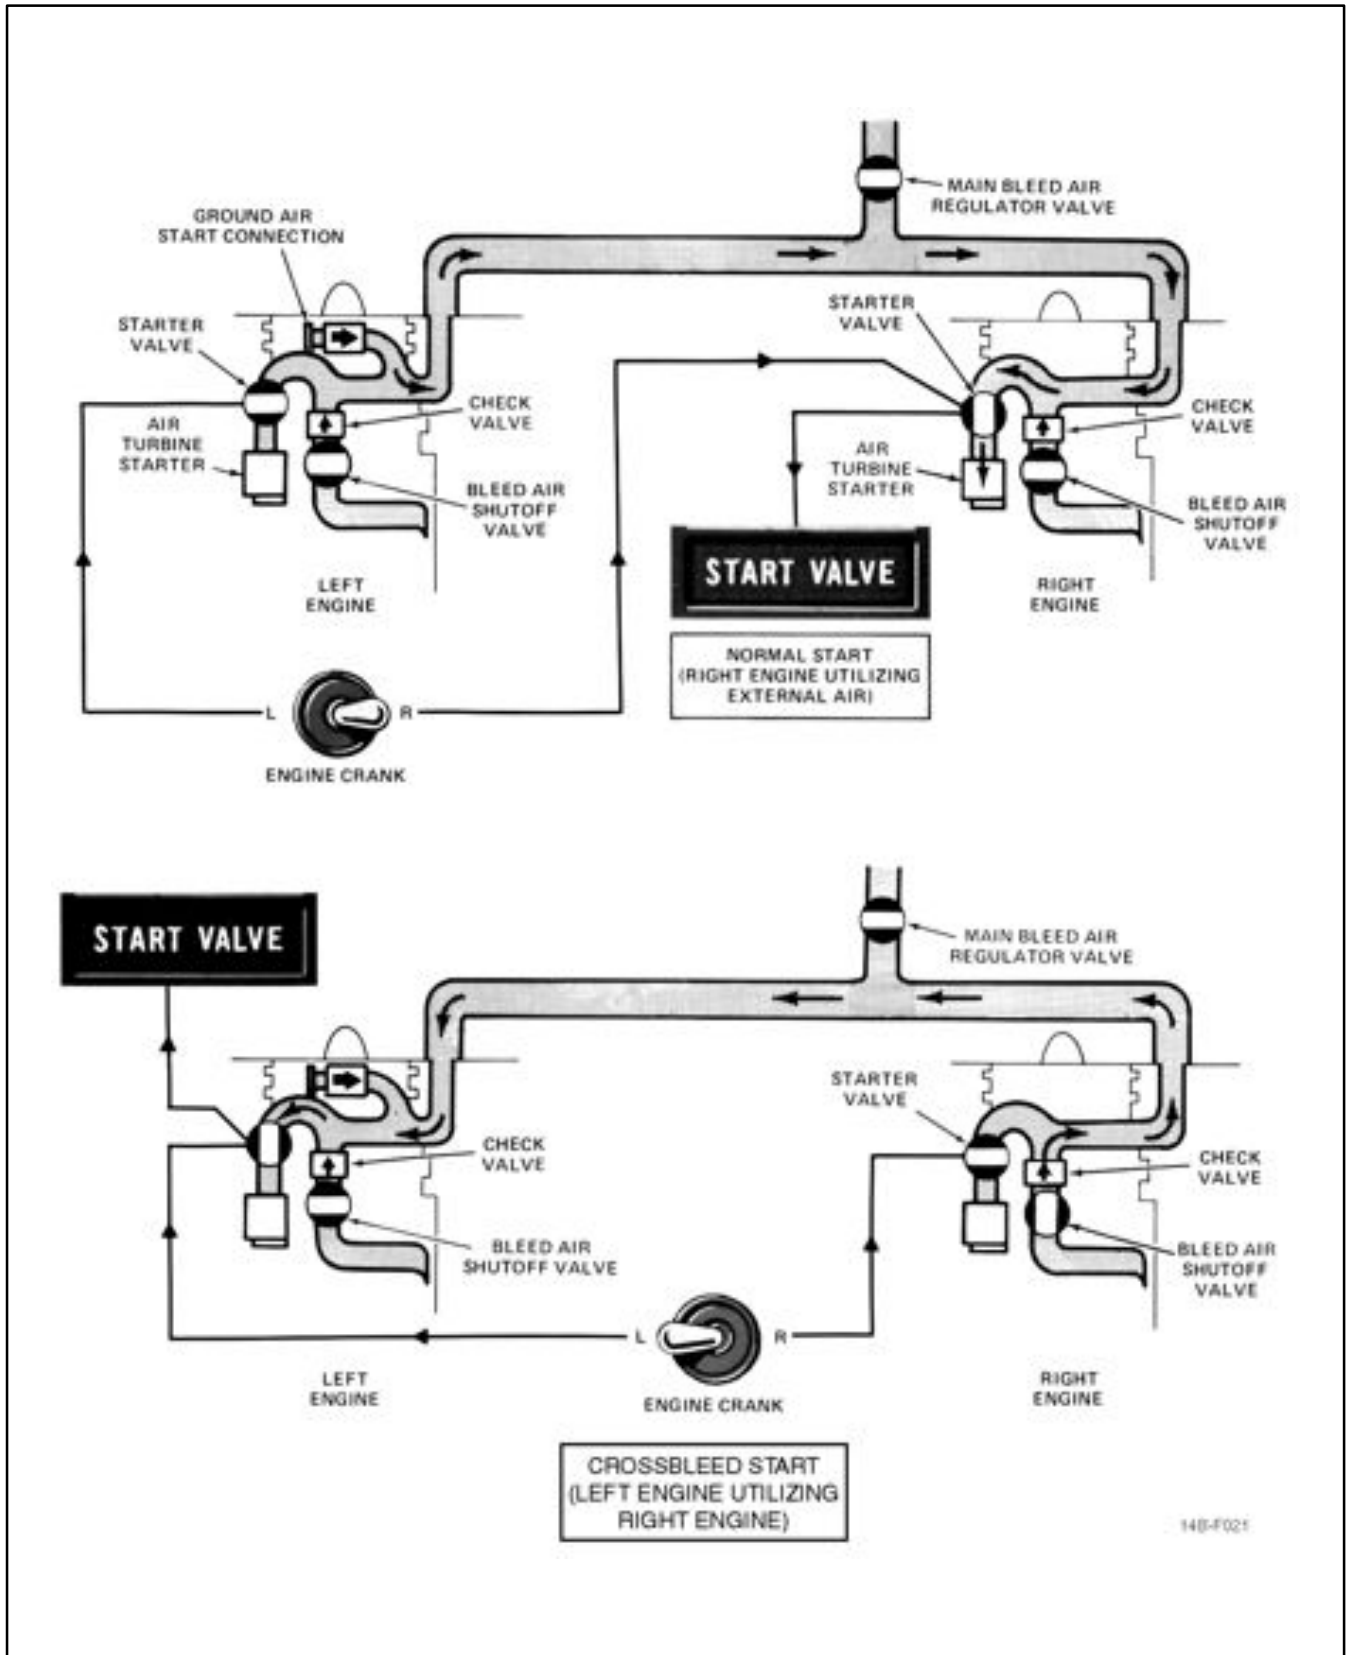 MAIN BLEED AIR
REGULATOR VALVE
GROUND AIR
START CONNECTION
STARTER
VALVE
STARTER
VALVE
AIR
TURBINE
STARTER
CHECK
VALVE
BLEED AIR
SHUTOFF
VALVE
AIR
TURBINE
STARTER
CHECK
VALVE
BLEED AIR
SHUTOFF
VALVE
LEFT
ENGINE
START VALVE
RIGHT
ENGINE
NORMAL START
(RIGHT ENGINE UTILIZING
EXTERNAL AIR)
L
R
ENGINE CRANK
START VALVE
MAIN BLEED AIR
REGULATOR VALVE
STARTER
VALVE
CHECK
VALVE
CHECK
VALVE
BLEED AIR
SHUTOFF VALVE
BLEED AIR
SHUTOFF
VALVE
L
R
LEFT
ENGINE
ENGINE CRANK
RIGHT
ENGINE
CROSSBLEED START
(LEFT ENGINE UTILIZING
RIGHT ENGINE)
14B-F021